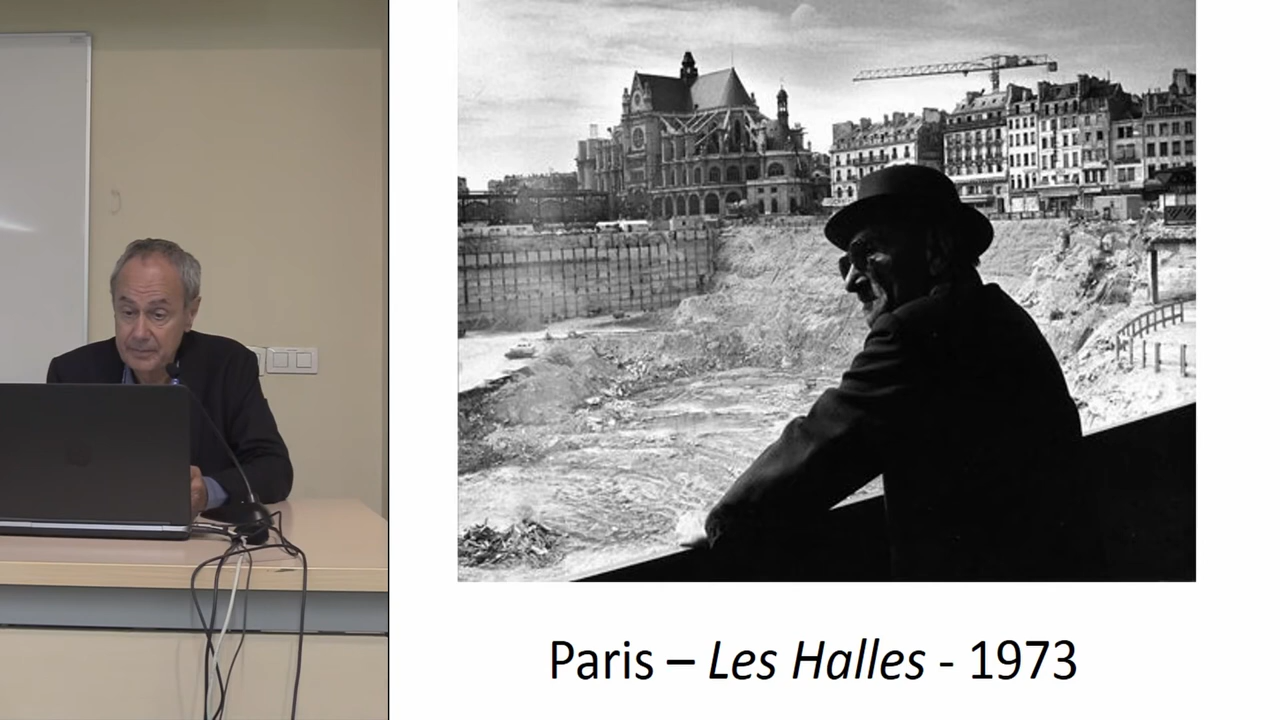 Paris – Les Halles - 1973